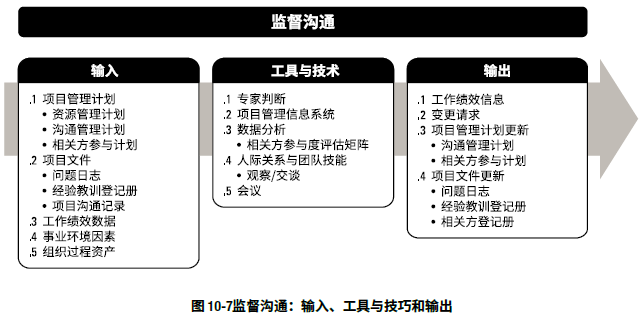 监督沟通
输入
.1 项目管理计划
• 资源管理计划
• 沟通管理计划
• 相关方参与计划
.2 项目文件
• 问题日志
• 经验教训登记册
• 项目沟通记录
.3 工作绩效数据
.4 事业环境因素
.5 组织过程资产
工具与技术
.1 专家判断
.2 项目管理信息系统
.3 数据分析
• 相关方参与度评估矩阵
.4 人际关系与团队技能
• 观察/交谈
.5 会议
输出
.1 工作绩效信息
.2 变更请求
.3 项目管理计划更新
• 沟通管理计划
• 相关方参与计划
.4 项目文件更新
• 问题日志
• 经验教训登记册
• 相关方登记册
图 10-7监督沟通：输入、工具与技巧和输出